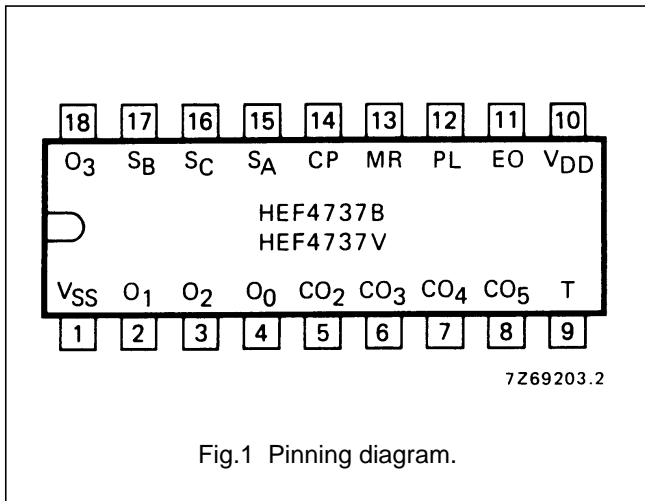 18 17 16 15 14 13 12 11 10
O3 SB SC SA CP MR PL EO VDD
HEF4737B
HEF4737V
VSS O1 O2 O0 CO2 CO3 CO4 CO5 T
1 2 3 4 5 6 7 8 9
7Z69203.2
Fig.1 Pinning diagram.